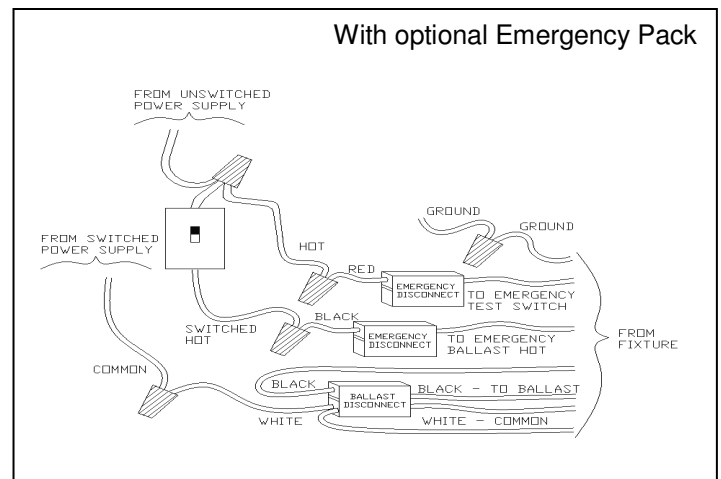 With optional Emergency Pack
FROM UNSWITCHED
POWER SUPPLY
GROUND
GROUND
FROM SWITCHED
POWER SUPPLY
HOT
RED
EMERGENCY
DISCONNECT
TO EMERGENCY
TEST SWITCH
SWITCHED
HOT
BLACK
EMERGENCY
DISCONNECT
TO EMERGENCY
BALLAST HOT
FROM
FIXTURE
COMMON
BLACK
BALLAST
DISCONNECT
BLACK - TO BALLAST
WHITE
WHITE - COMMON